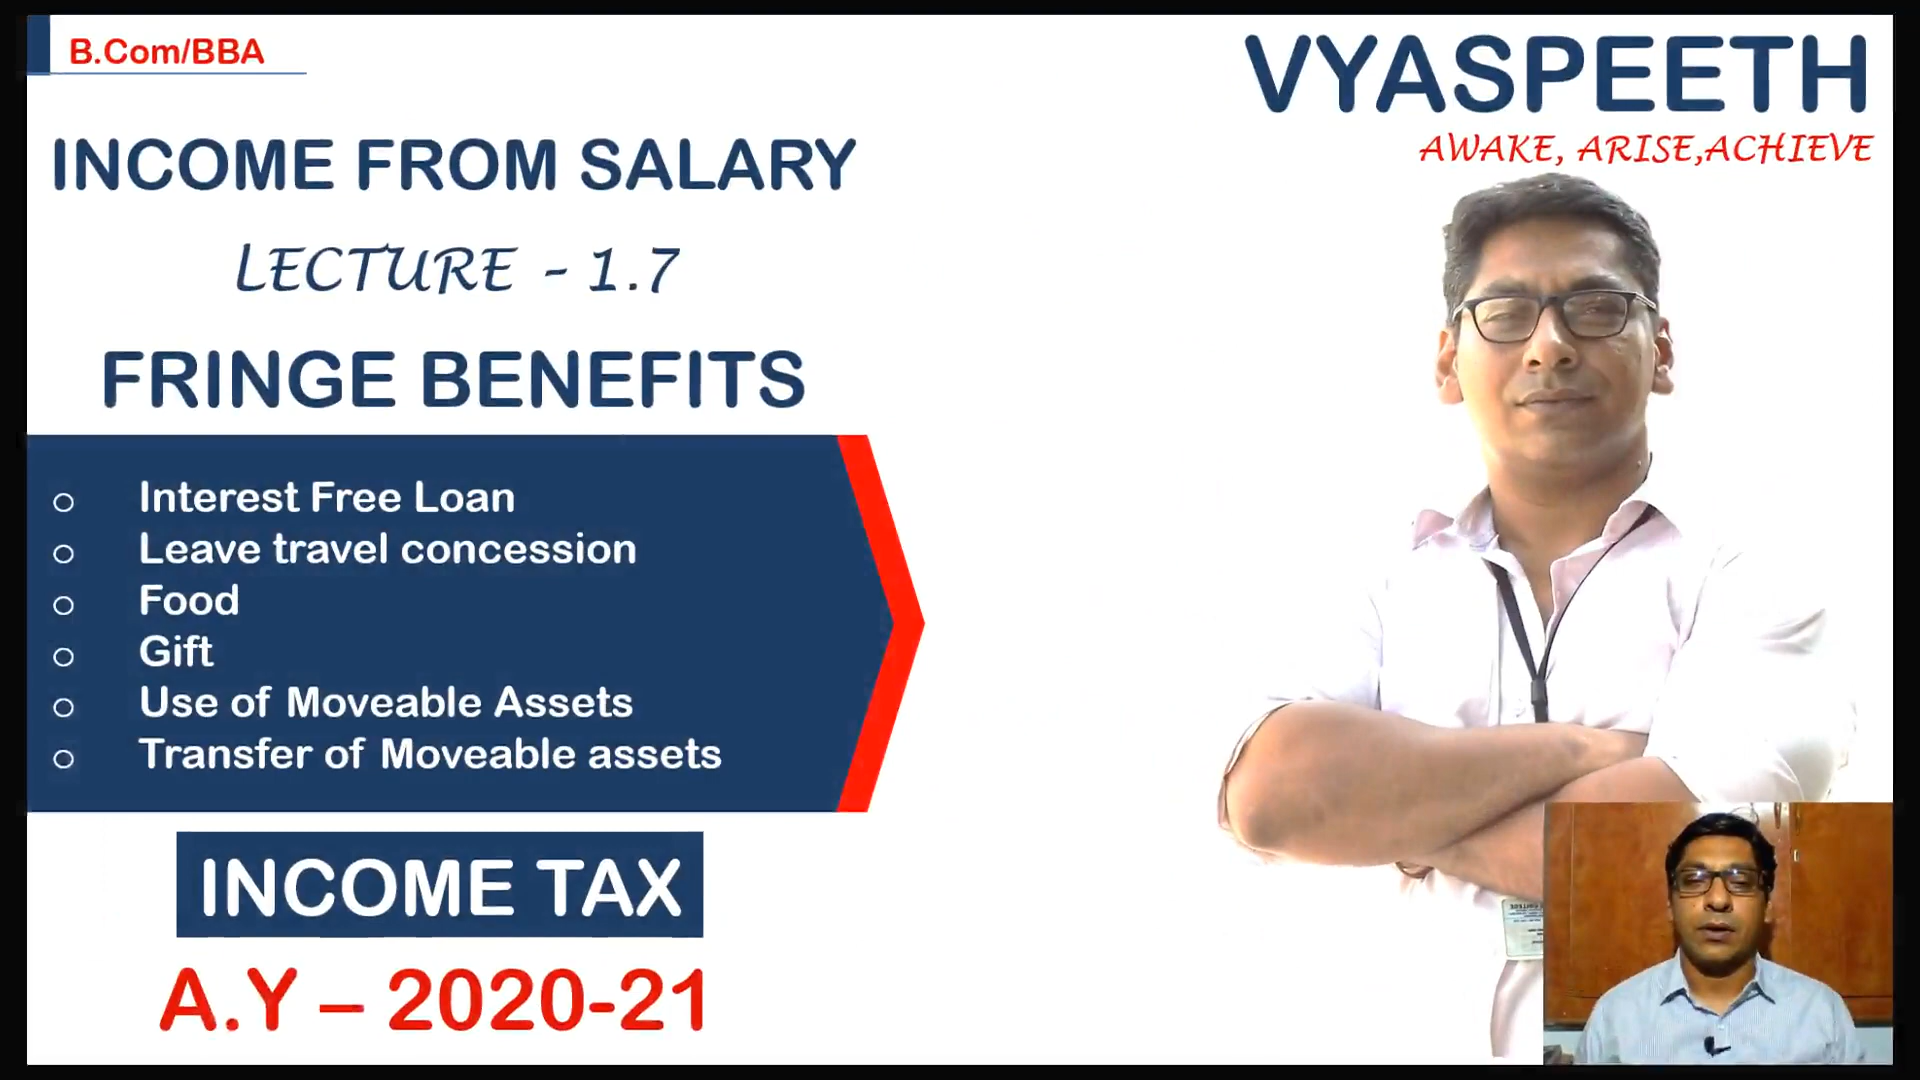 B.Com/BBA
VYASPEETH
AWAKE, ARISE,ACHIEVE
INCOME FROM SALARY
LECTURE - 1.7
FRINGE BENEFITS
Interest Free Loan
Leave travel concession
Food
Gift
Use of Moveable Assets
Transfer of Moveable assets
INCOME TAX
A.Y – 2020-21